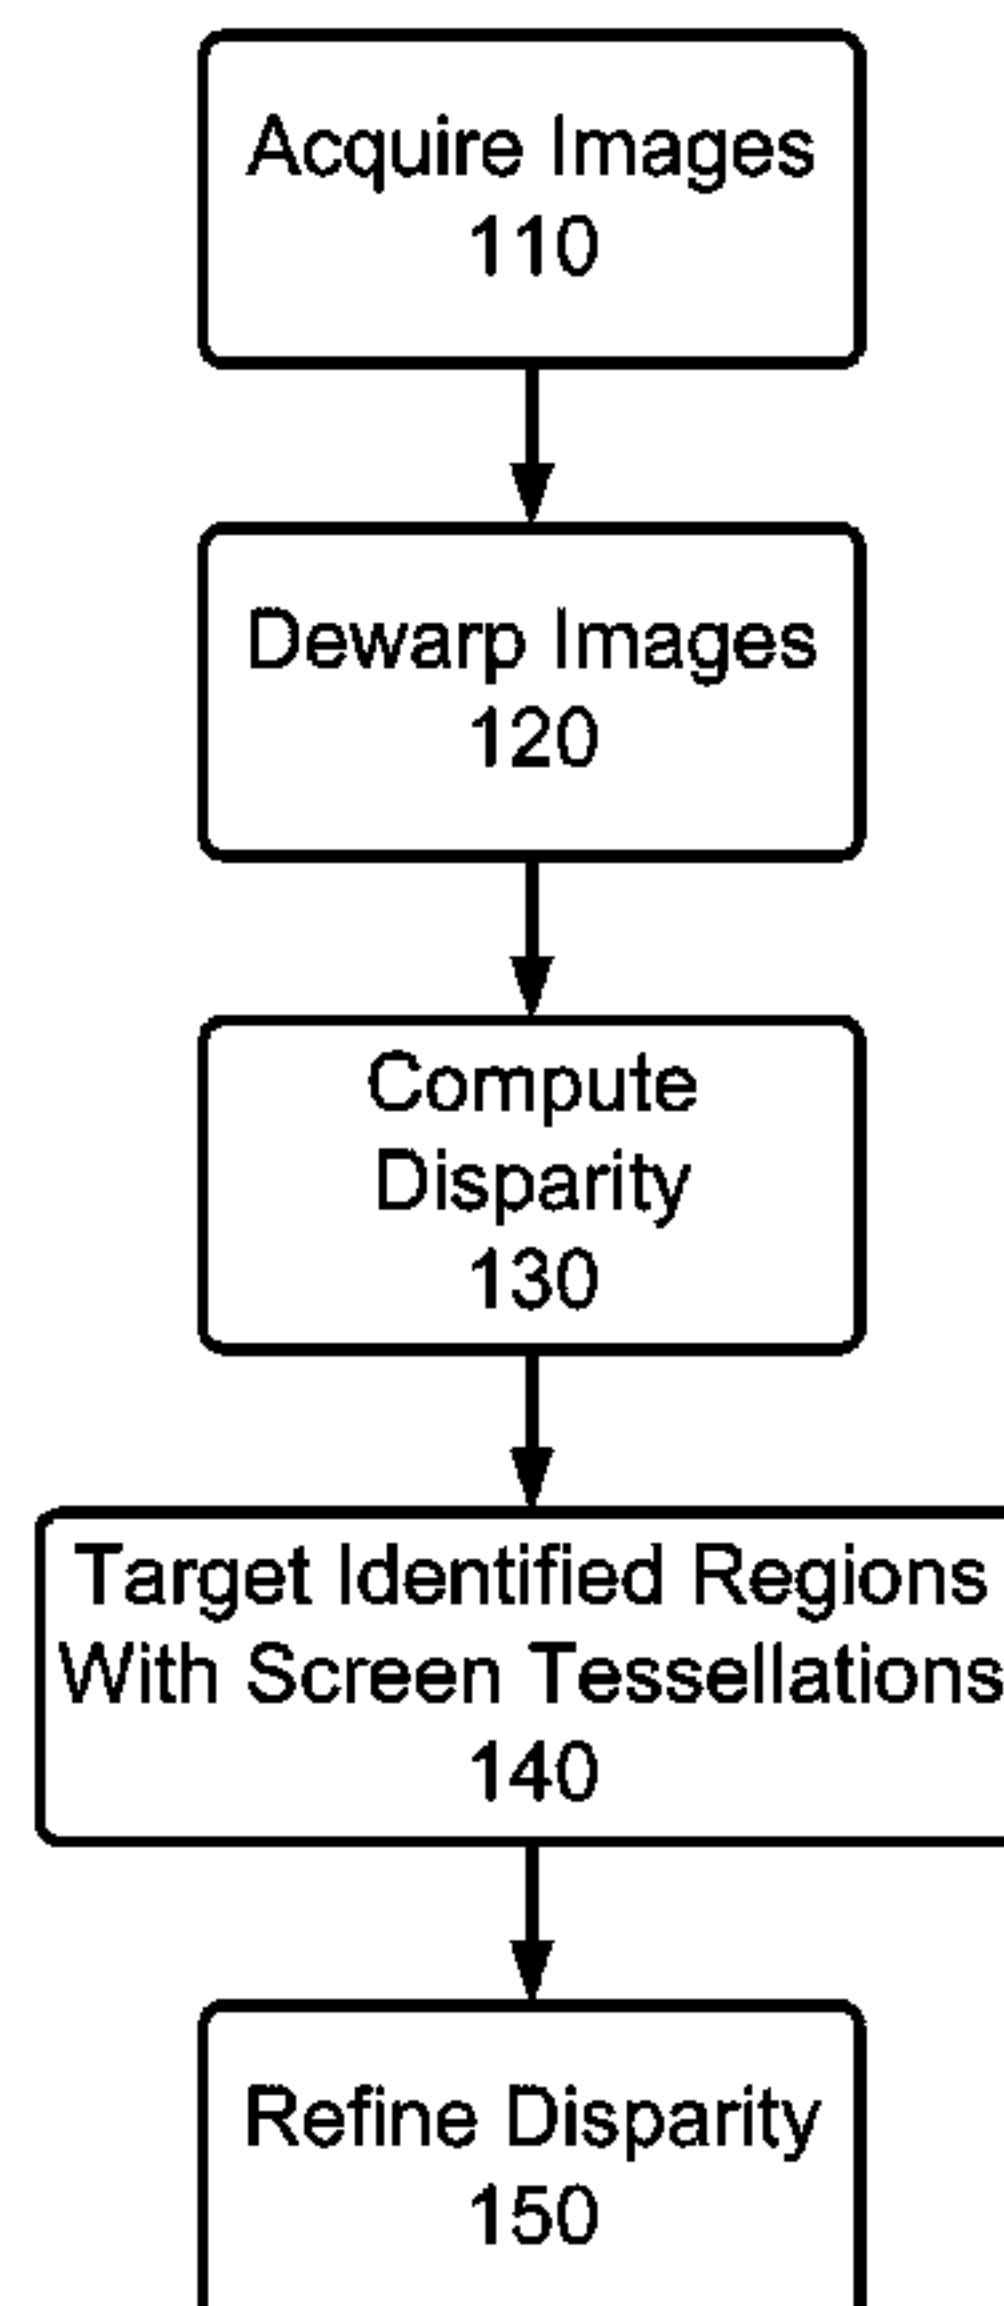 Acquire Images
110
Dewarp Images
120
Compute
Disparity
130
Target Identified Regions
With Screen Tessellations
140
Refine Disparity
150